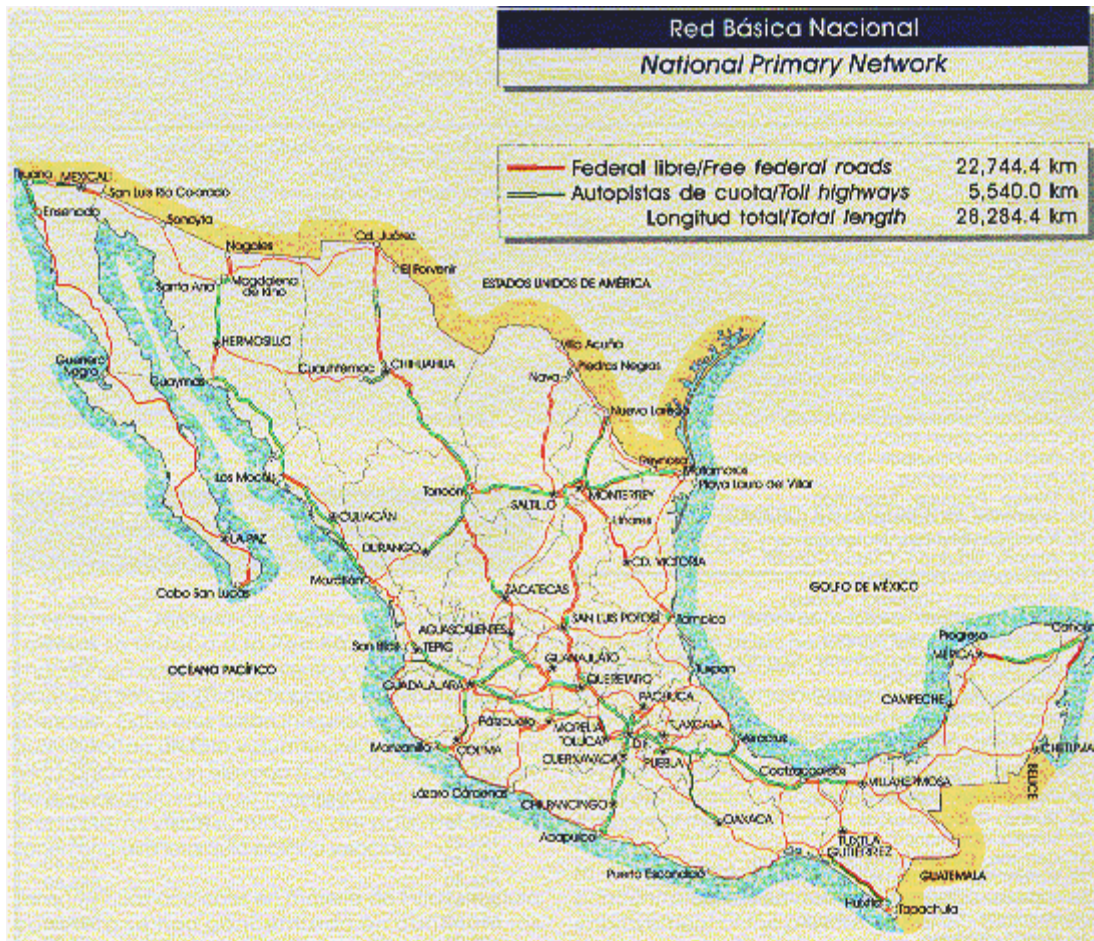 Red Básica Nacional
National Primary Network
Federal libre/Free federal roads 22,744.4 km
Autopistas de cuota/Toll highways 5,540.0 km
Longitud total/Total length 28,284.4 km
Tijuana
MEXICALI
San Luis Río Colorado
Ensenada
Sonoyta
Nogales
Cd. Juárez
El Porvenir
Santa Ana
Magdalena
de Kino
ESTADOS UNIDOS DE AMÉRICA
HERMOSILLO
Villa Acuña
Guerrero
Negro
Cuauhtemoc
CHIHUAHUA
Piedras Negras
Guaymas
Nava
Nuevo Laredo
Reynosa
Matamoros
Los Mochis
Playa Lauro del Villar
Torreón
SALTILLO
MONTERREY
CULIACÁN
Linares
LA PAZ
DURANGO
CD. VICTORIA
Mazatlán
Cabo San Lucas
ZACATECAS
GOLFO DE MÉXICO
AGUASCALIENTES
SAN LUIS POTOSÍ
Tampico
Cancún
San Blas
TEPIC
Progreso
MÉRIDA
OCÉANO PACÍFICO
GUANAJUATO
Tuxpan
GUADALAJARA
QUERÉTARO
PACHUCA
CAMPECHE
Pátzcuaro
MORELIA
TLAXCALA
TOLUCA
D.F.
Veracruz
Manzanillo
COLIMA
CUERNAVACA
PUEBLA
CHETUMAL
Coatzacoalcos
VILLAHERMOSA
BELICE
Lázaro Cárdenas
CHILPANCINGO
OAXACA
Acapulco
TUXTLA
GUTIÉRREZ
Puerto Escondido
GUATEMALA
Huixtla
Tapachula